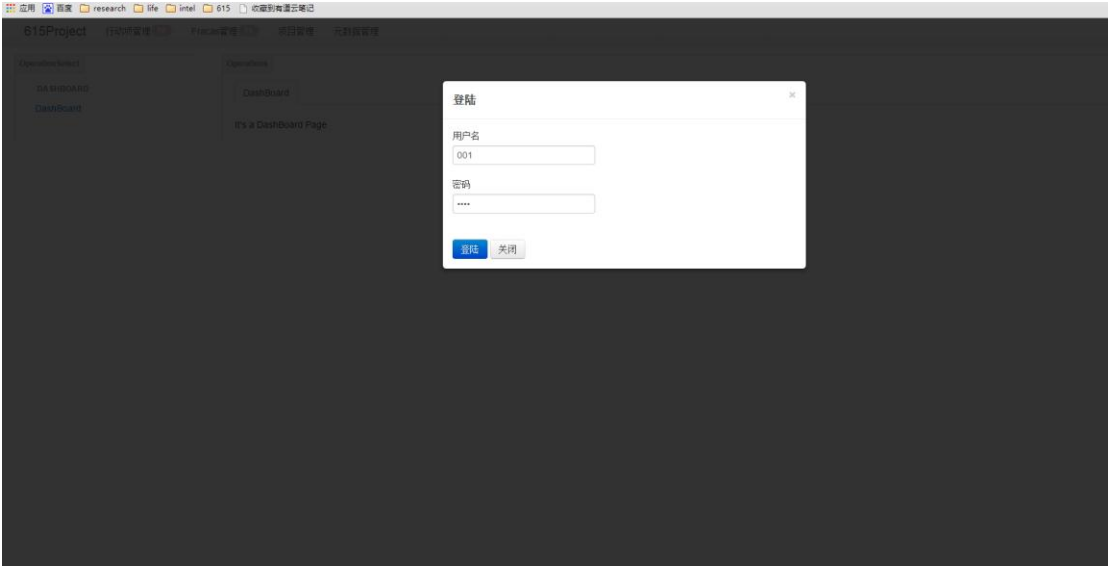 应用 百度 research life intel 615 收藏到有道云笔记
615Project 项目管理 元数据管理
OperationSelect Operations
DASHBOARD
DashBoard
DashBoard
It's a DashBoard Page
登陆 ×
用户名
001
密码
••••
登陆 关闭